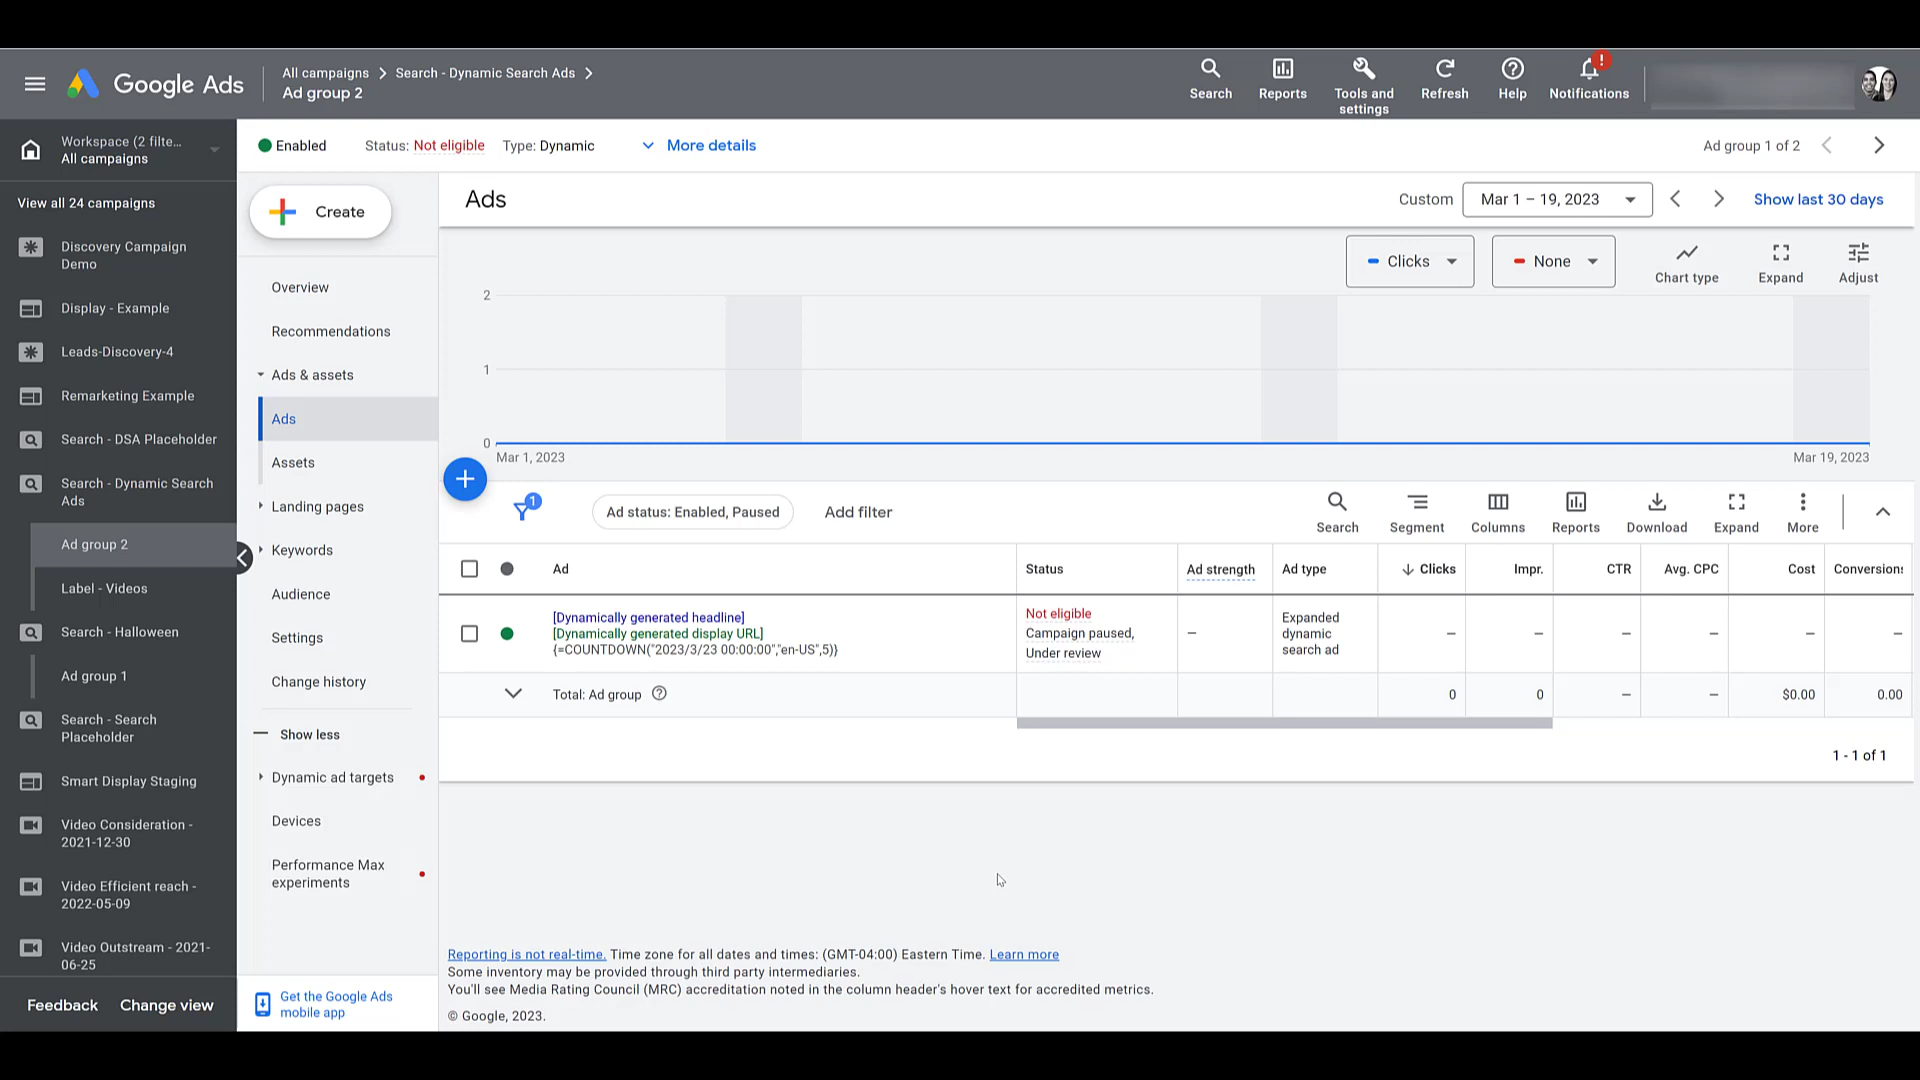 Google Ads
All campaigns
Search - Dynamic Search Ads
Ad group 2
Search
Reports
Tools and
settings
Refresh
Help
!
Notifications
Workspace (2 filte...
All campaigns
Enabled
Status: Not eligible
Type: Dynamic
More details
Ad group 1 of 2
View all 24 campaigns
Discovery Campaign
Demo
Display - Example
Leads-Discovery-4
Remarketing Example
Search - DSA Placeholder
Search - Dynamic Search
Ads
Ad group 2
Label - Videos
Search - Halloween
Ad group 1
Search - Search
Placeholder
Smart Display Staging
Video Consideration -
2021-12-30
Video Efficient reach -
2022-05-09
Video Outstream - 2021-
06-25
Feedback
Change view
Create
Overview
Recommendations
Ads & assets
Ads
Assets
Landing pages
Keywords
Audience
Settings
Change history
Show less
Dynamic ad targets
Devices
Performance Max
experiments
Get the Google Ads
mobile app
Ads
Custom
Mar 1 – 19, 2023
Show last 30 days
Clicks
None
Chart type
Expand
Adjust
2
1
0
Mar 1, 2023
Mar 19, 2023
1
Ad status: Enabled, Paused
Add filter
Search
Segment
Columns
Reports
Download
Expand
More
Ad
Status
Ad strength
Ad type
Clicks
Impr.
CTR
Avg. CPC
Cost
Conversions
[Dynamically generated headline]
[Dynamically generated display URL]
{=COUNTDOWN("2023/3/23 00:00:00","en-US",5)}
Not eligible
Campaign paused,
Under review
–
Expanded
dynamic
search ad
–
–
–
–
–
–
Total: Ad group
0
0
–
–
$0.00
0.00
1 - 1 of 1
Reporting is not real-time. Time zone for all dates and times: (GMT-04:00) Eastern Time. Learn more
Some inventory may be provided through third party intermediaries.
You'll see Media Rating Council (MRC) accreditation noted in the column header's hover text for accredited metrics.
© Google, 2023.